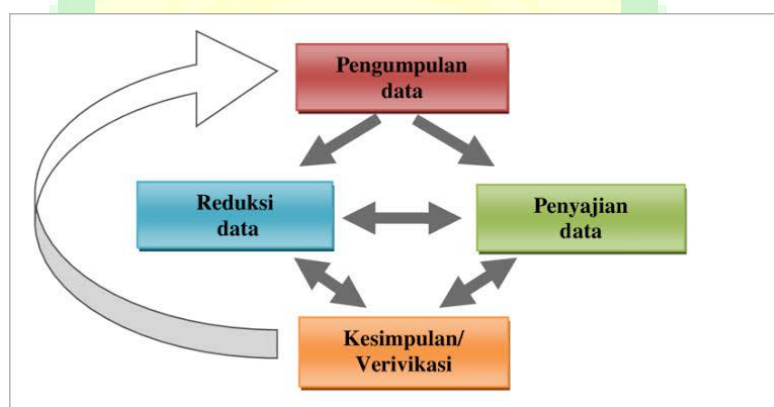 Pengumpulan
data
Reduksi
data
Penyajian
data
Kesimpulan/
Verivikasi